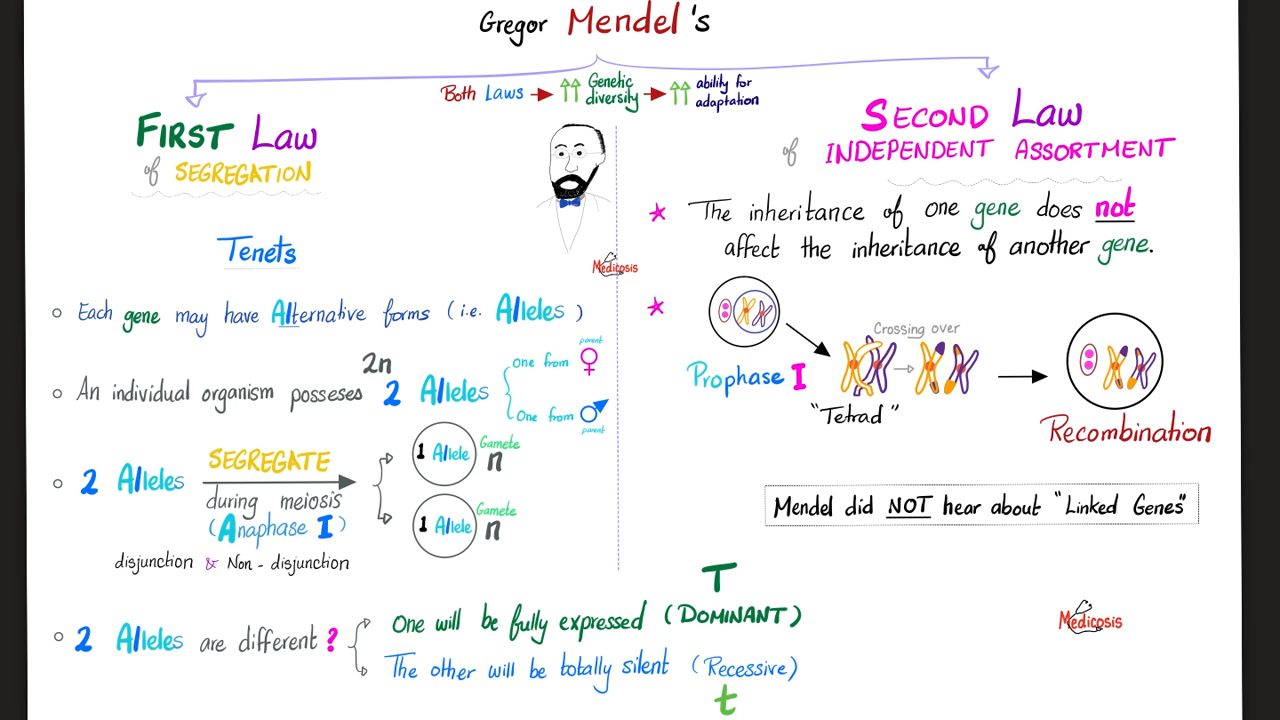 Gregor Mendel's
Both Laws → ↑↑ Genetic diversity → ↑↑ ability for adaptation
FIRST Law
of SEGREGATION
Tenets
Each gene may have Alternative forms (i.e. Alleles)
2n
An individual organism posseses 2 Alleles
parent
One from ♀
One from ♂
parent
2 Alleles SEGREGATE
during meiosis
(Anaphase I)
1 Allele Gamete n
1 Allele Gamete n
disjunction & Non-disjunction
2 Alleles are different?
T
One will be fully expressed (DOMINANT)
The other will be totally silent (Recessive)
t
Medicosis
SECOND Law
of INDEPENDENT ASSORTMENT
The inheritance of one gene does not
affect the inheritance of another gene.
Crossing over
Prophase I
"Tetrad"
Recombination
Mendel did NOT hear about "Linked Genes"
Medicosis